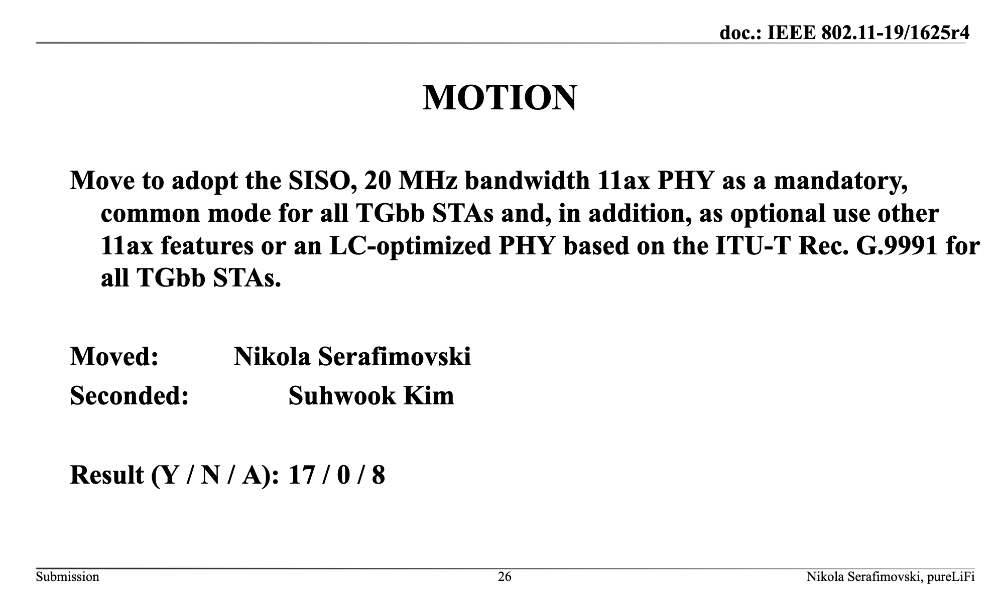 doc.: IEEE 802.11-19/1625r4
MOTION
Move to adopt the SISO, 20 MHz bandwidth 11ax PHY as a mandatory,
common mode for all TGbb STAs and, in addition, as optional use other
11ax features or an LC-optimized PHY based on the ITU-T Rec. G.9991 for
all TGbb STAs.
Moved: Nikola Serafimovski
Seconded: Suhwook Kim
Result (Y / N / A): 17 / 0 / 8
Submission 26 Nikola Serafimovski, pureLiFi